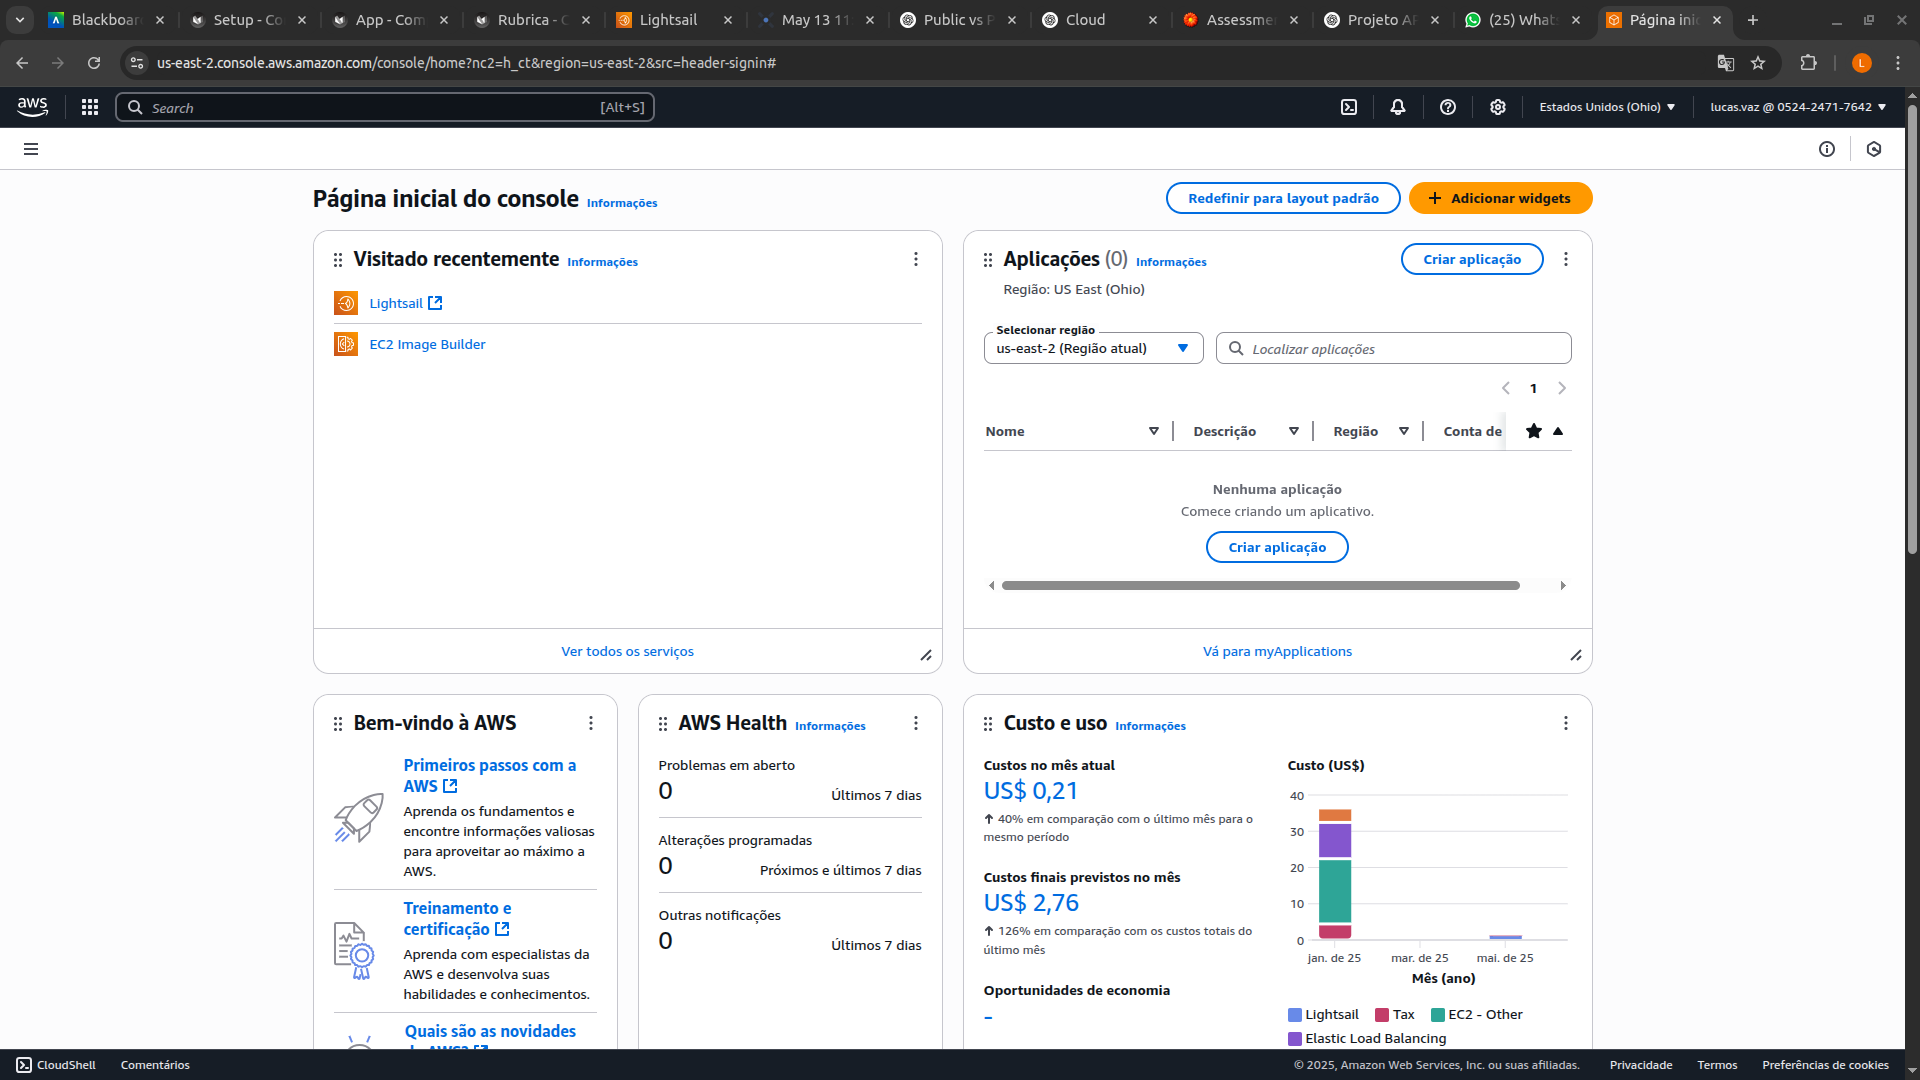 Blackboar
Setup - Co
App - Com
Rubrica - C
Lightsail
May 13 11
Public vs P
Cloud
Assessme
Projeto AP
(25) Whats
Página inic
us-east-2.console.aws.amazon.com/console/home?nc2=h_ct&region=us-east-2&src=header-signin#
L
aws
Search
[Alt+S]
Estados Unidos (Ohio)
lucas.vaz @ 0524-2471-7642
Página inicial do console Informações
Redefinir para layout padrão
Adicionar widgets
Visitado recentemente Informações
Lightsail
EC2 Image Builder
Ver todos os serviços
Aplicações (0) Informações
Criar aplicação
Região: US East (Ohio)
Selecionar região
us-east-2 (Região atual)
Localizar aplicações
1
Nome
Descrição
Região
Conta de
Nenhuma aplicação
Comece criando um aplicativo.
Criar aplicação
Vá para myApplications
Bem-vindo à AWS
Primeiros passos com a
AWS
Aprenda os fundamentos e
encontre informações valiosas
para aproveitar ao máximo a
AWS.
Treinamento e
certificação
Aprenda com especialistas da
AWS e desenvolva suas
habilidades e conhecimentos.
Quais são as novidades
da AWS?
AWS Health Informações
Problemas em aberto
0
Últimos 7 dias
Alterações programadas
0
Próximos e últimos 7 dias
Outras notificações
0
Últimos 7 dias
Custo e uso Informações
Custos no mês atual
US$ 0,21
40% em comparação com o último mês para o
mesmo período
Custos finais previstos no mês
US$ 2,76
126% em comparação com os custos totais do
último mês
Oportunidades de economia
–
Custo (US$)
40
30
20
10
0
jan. de 25
mar. de 25
mai. de 25
Mês (ano)
Lightsail
Tax
EC2 - Other
Elastic Load Balancing
CloudShell
Comentários
© 2025, Amazon Web Services, Inc. ou suas afiliadas.
Privacidade
Termos
Preferências de cookies